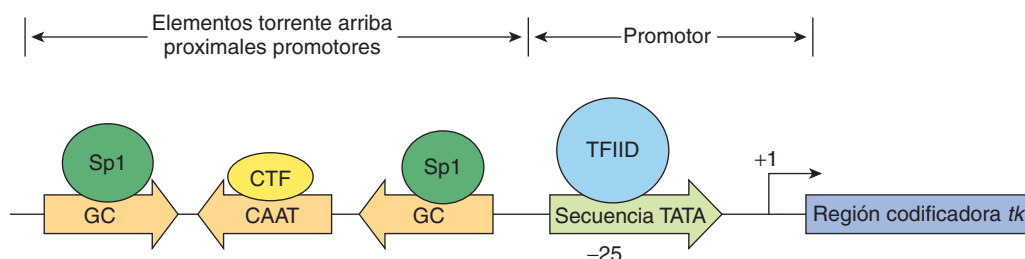 Elementos torrente arriba
proximales promotores
Promotor
Sp1
CTF
Sp1
TFIID
+1
GC
CAAT
GC
Secuencia TATA
Región codificadora tk
−25